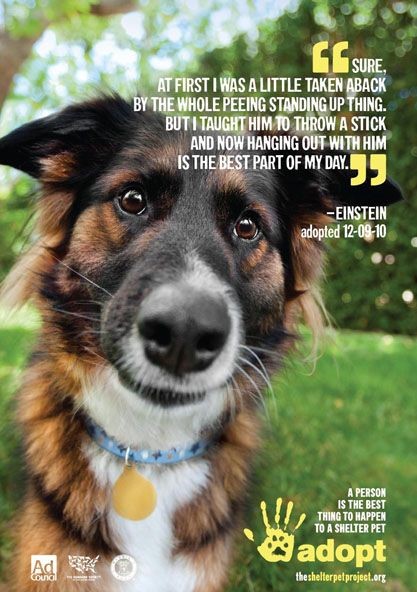 “SURE,
AT FIRST I WAS A LITTLE TAKEN ABACK
BY THE WHOLE PEEING STANDING UP THING.
BUT I TAUGHT HIM TO THROW A STICK
AND NOW HANGING OUT WITH HIM
IS THE BEST PART OF MY DAY.”
–EINSTEIN
adopted 12-09-10
A PERSON
IS THE BEST
THING TO HAPPEN
TO A SHELTER PET
adopt
theshelterpetproject.org
Ad
COUNCIL